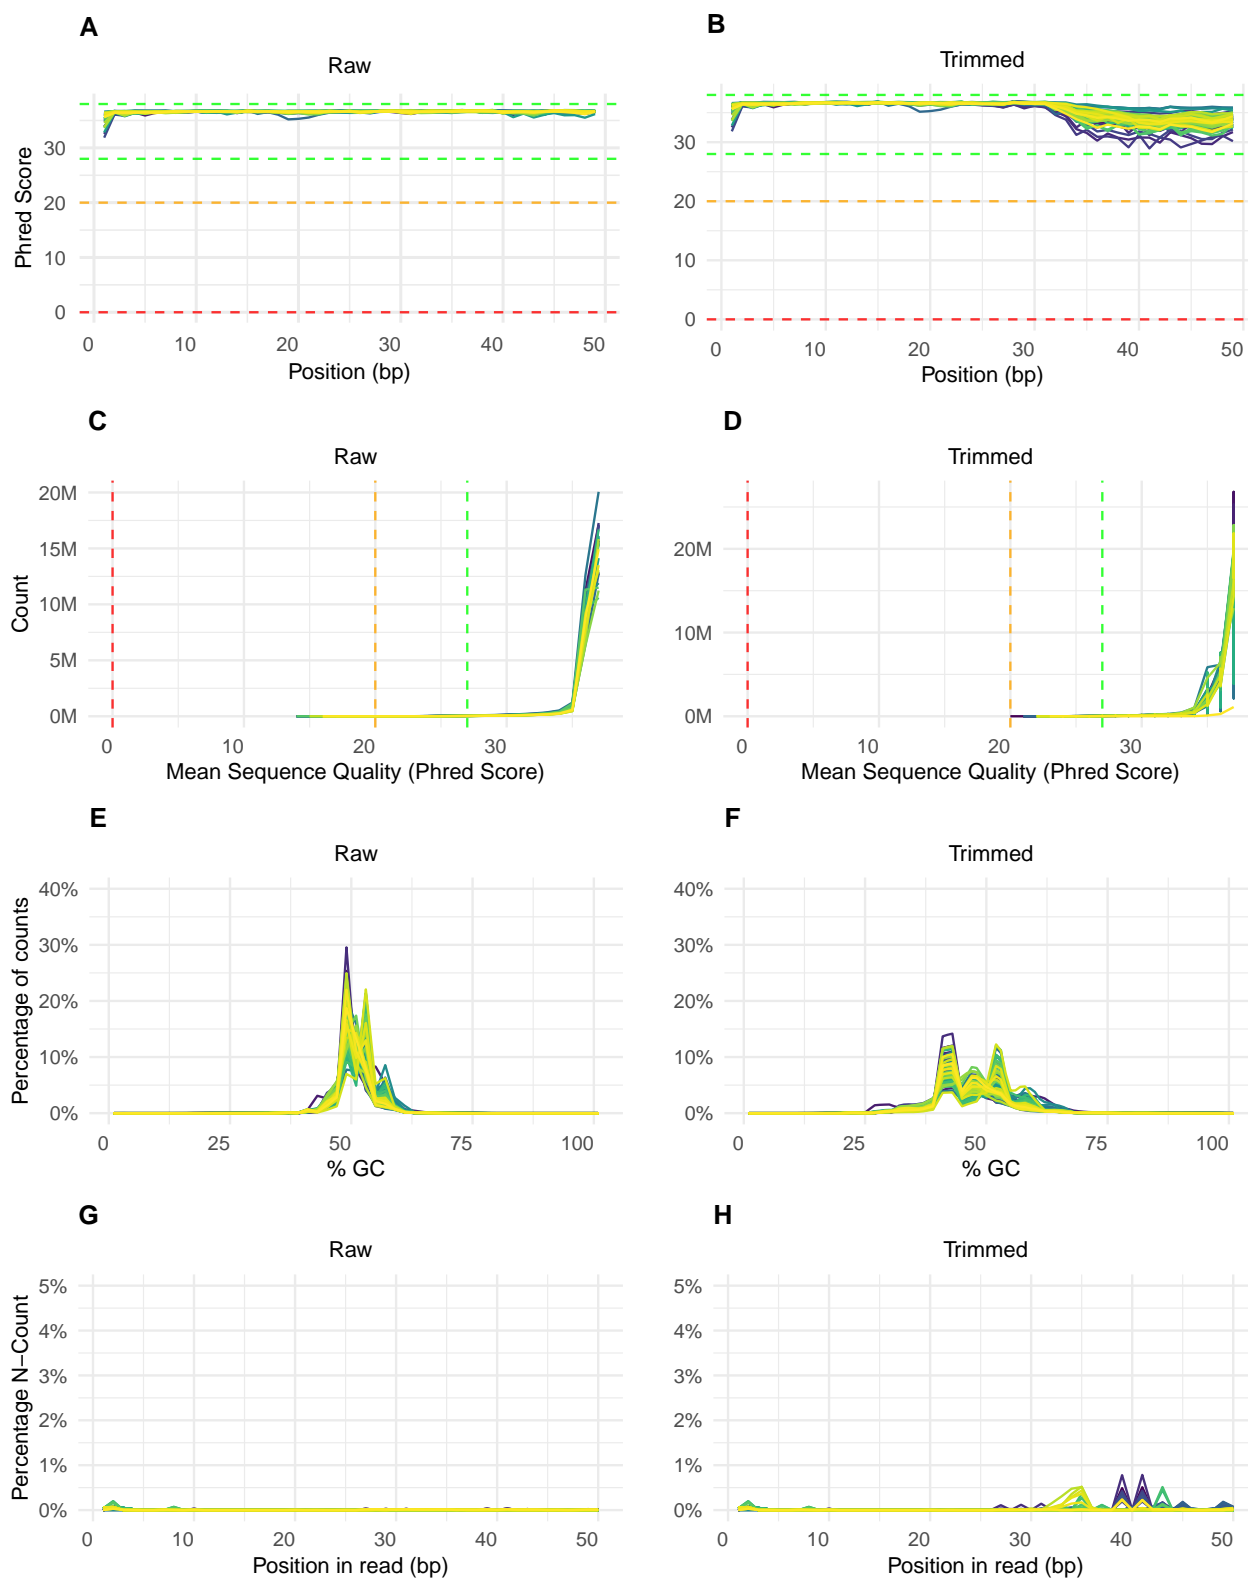 A
Raw
Phred Score
30
20
10
0
0 10 20 30 40 50
Position (bp)
B
Trimmed
30
20
10
0
0 10 20 30 40 50
Position (bp)
C
Raw
Count
20M
15M
10M
5M
0M
0 10 20 30
Mean Sequence Quality (Phred Score)
D
Trimmed
20M
10M
0M
0 10 20 30
Mean Sequence Quality (Phred Score)
E
Raw
Percentage of counts
40%
30%
20%
10%
0%
0 25 50 75 100
% GC
F
Trimmed
40%
30%
20%
10%
0%
0 25 50 75 100
% GC
G
Raw
Percentage N−Count
5%
4%
3%
2%
1%
0%
0 10 20 30 40 50
Position in read (bp)
H
Trimmed
5%
4%
3%
2%
1%
0%
0 10 20 30 40 50
Position in read (bp)